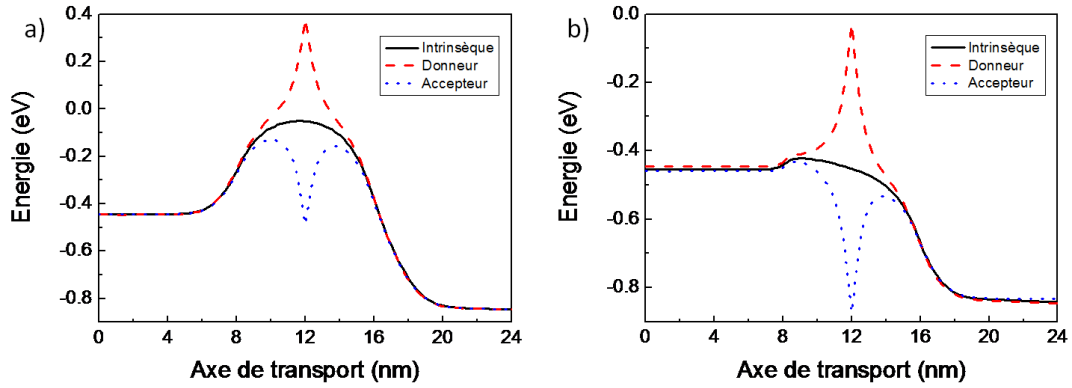 a)
Energie (eV)
0.4
0.2
0.0
-0.2
-0.4
-0.6
-0.8
0 4 8 12 16 20 24
Axe de transport (nm)
Intrinsèque
Donneur
Accepteur
b)
Energie (eV)
0.0
-0.2
-0.4
-0.6
-0.8
0 4 8 12 16 20 24
Axe de transport (nm)
Intrinsèque
Donneur
Accepteur